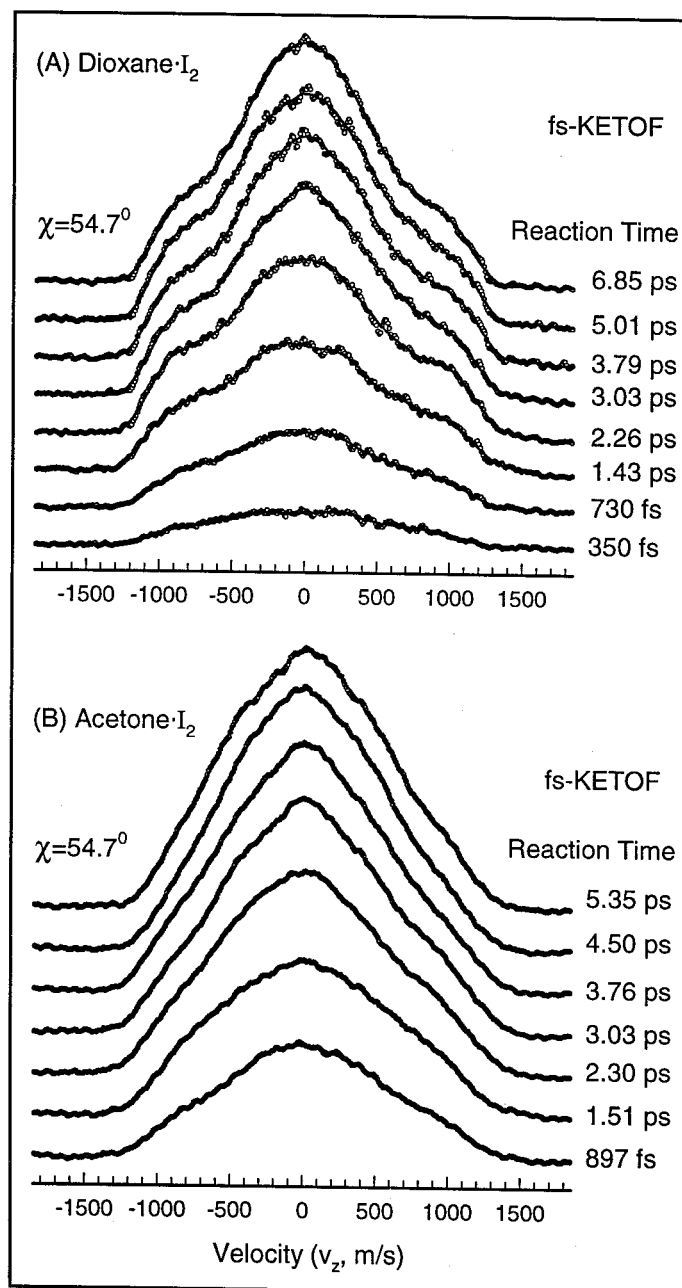 (A) Dioxane·I₂
fs-KETOF
χ=54.7⁰
Reaction Time
6.85 ps
5.01 ps
3.79 ps
3.03 ps
2.26 ps
1.43 ps
730 fs
350 fs
-1500 -1000 -500 0 500 1000 1500
(B) Acetone·I₂
fs-KETOF
χ=54.7⁰
Reaction Time
5.35 ps
4.50 ps
3.76 ps
3.03 ps
2.30 ps
1.51 ps
897 fs
-1500 -1000 -500 0 500 1000 1500
Velocity (v_z, m/s)